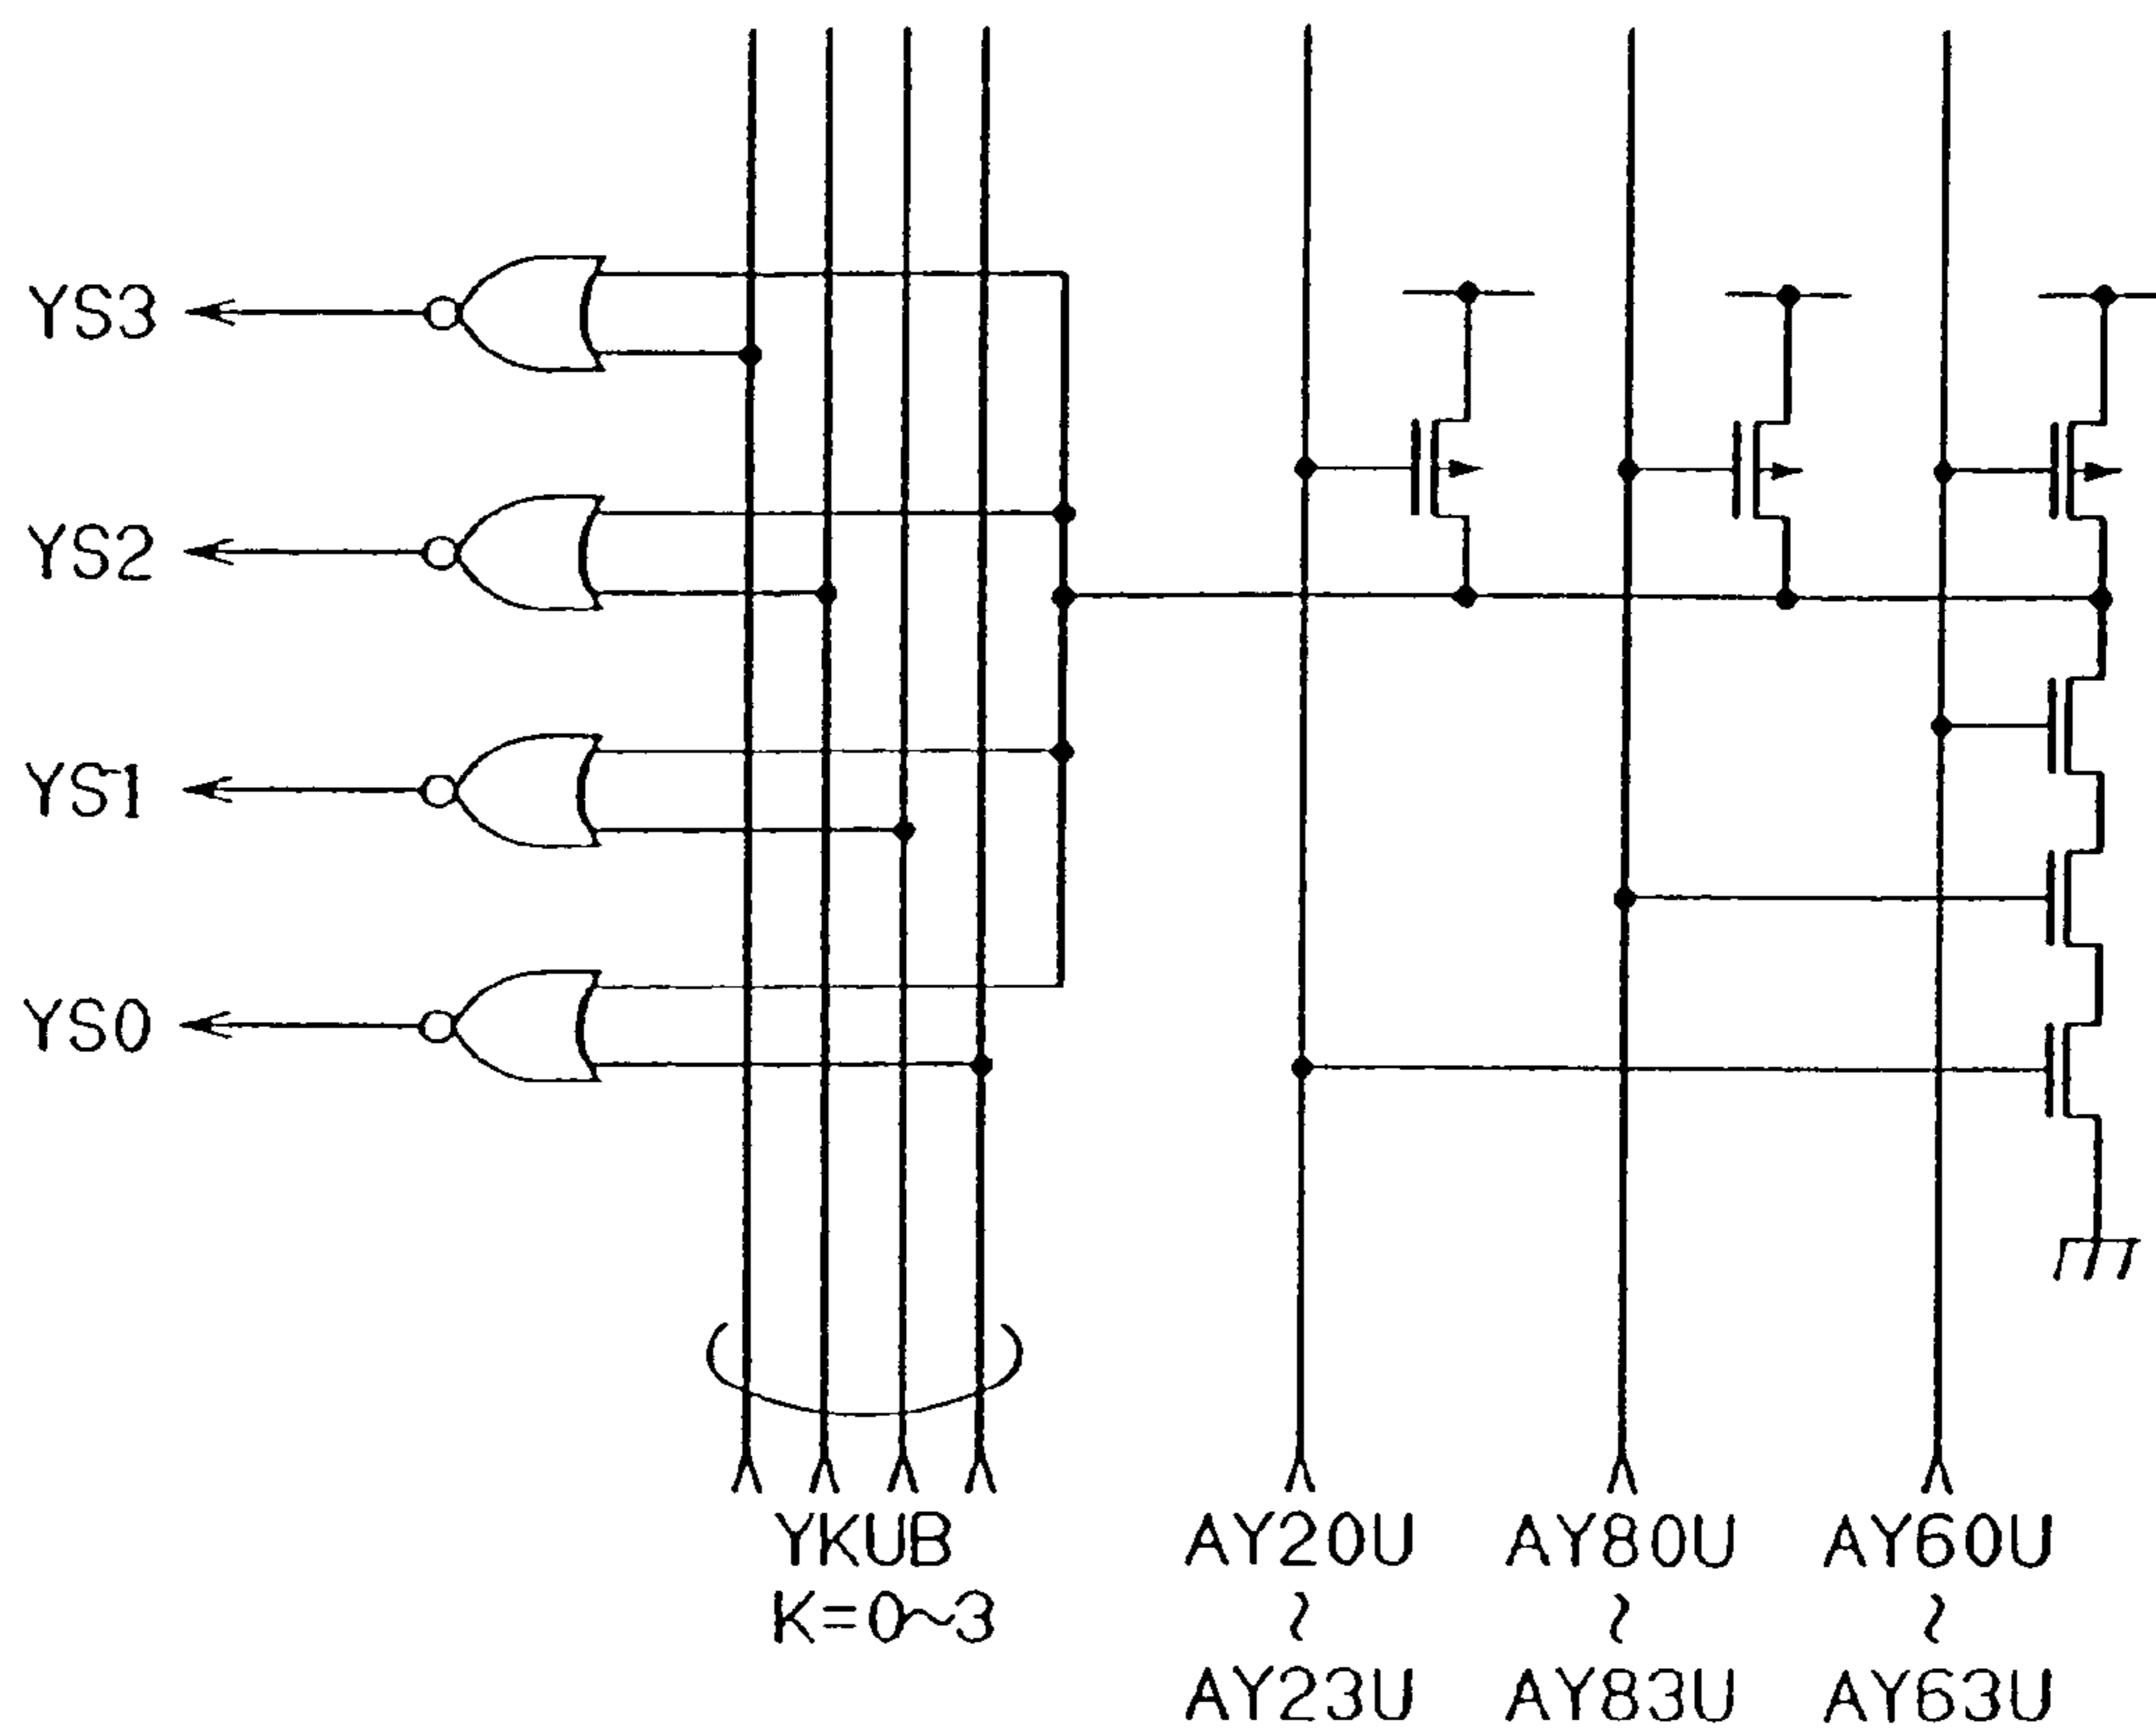 YS3
YS2
YS1
YS0
YKUB
K=0~3
AY20U
~
AY23U
AY80U
~
AY83U
AY60U
~
AY63U